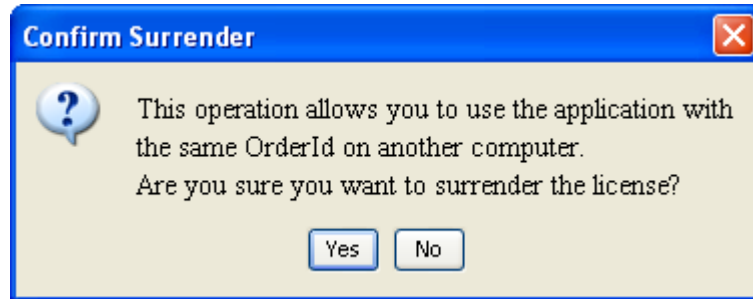 Confirm Surrender
This operation allows you to use the application with
the same OrderId on another computer.
Are you sure you want to surrender the license?
Yes No